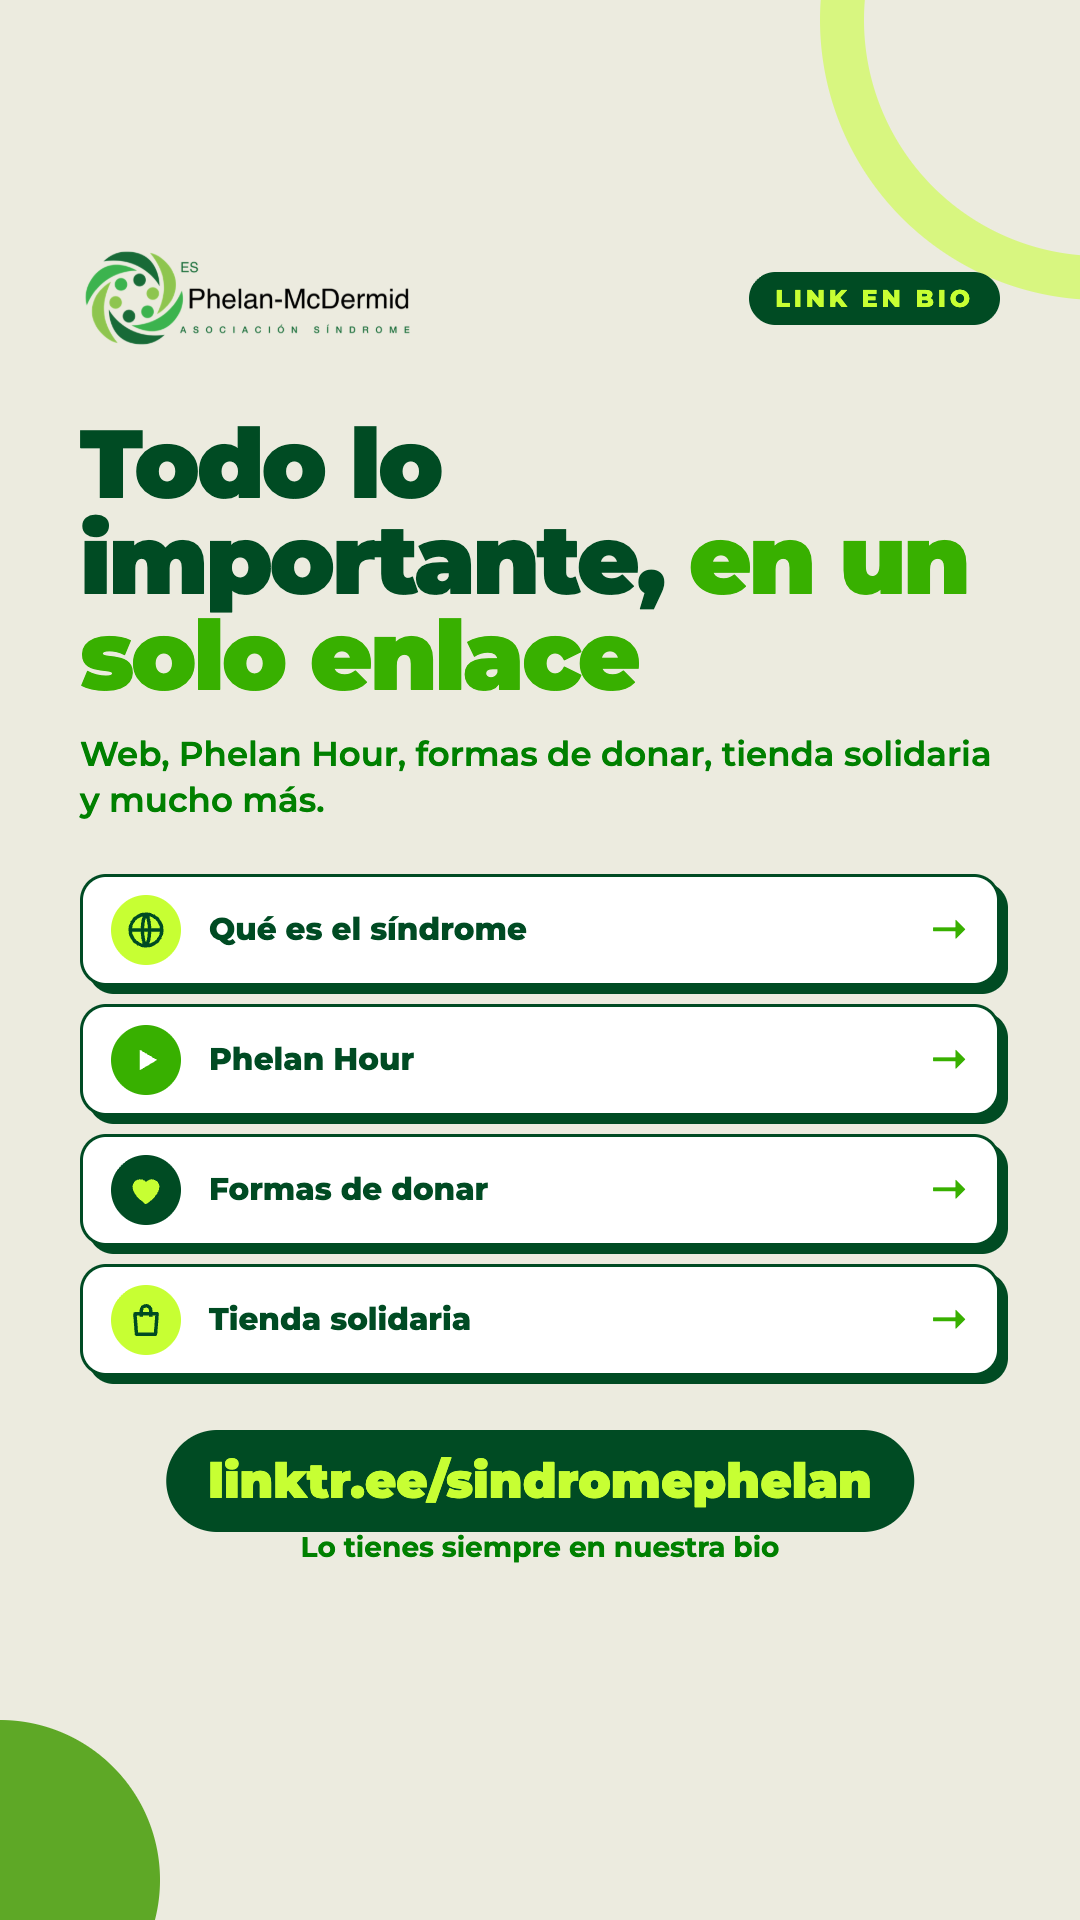 ES
Phelan-McDermid
ASOCIACIÓN SÍNDROME
LINK EN BIO
Todo lo
importante, en un
solo enlace
Web, Phelan Hour, formas de donar, tienda solidaria
y mucho más.
Qué es el síndrome →
Phelan Hour →
Formas de donar →
Tienda solidaria →
linktr.ee/sindromephelan
Lo tienes siempre en nuestra bio